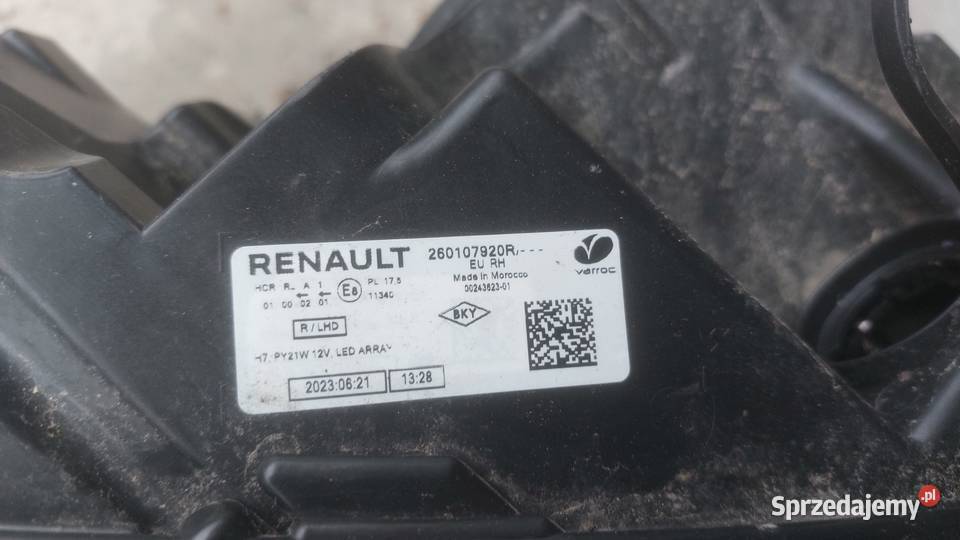 RENAULT 260107920R/---
EU RH
Made in Morocco
00243623-01
varroc
HCR RL A 1 E8 PL 17,5
01 00 02 01 11340
BKY
R/LHD
H7, PY21W 12V, LED ARRAY
2023:06:21 13:28
Sprzedajemy.pl